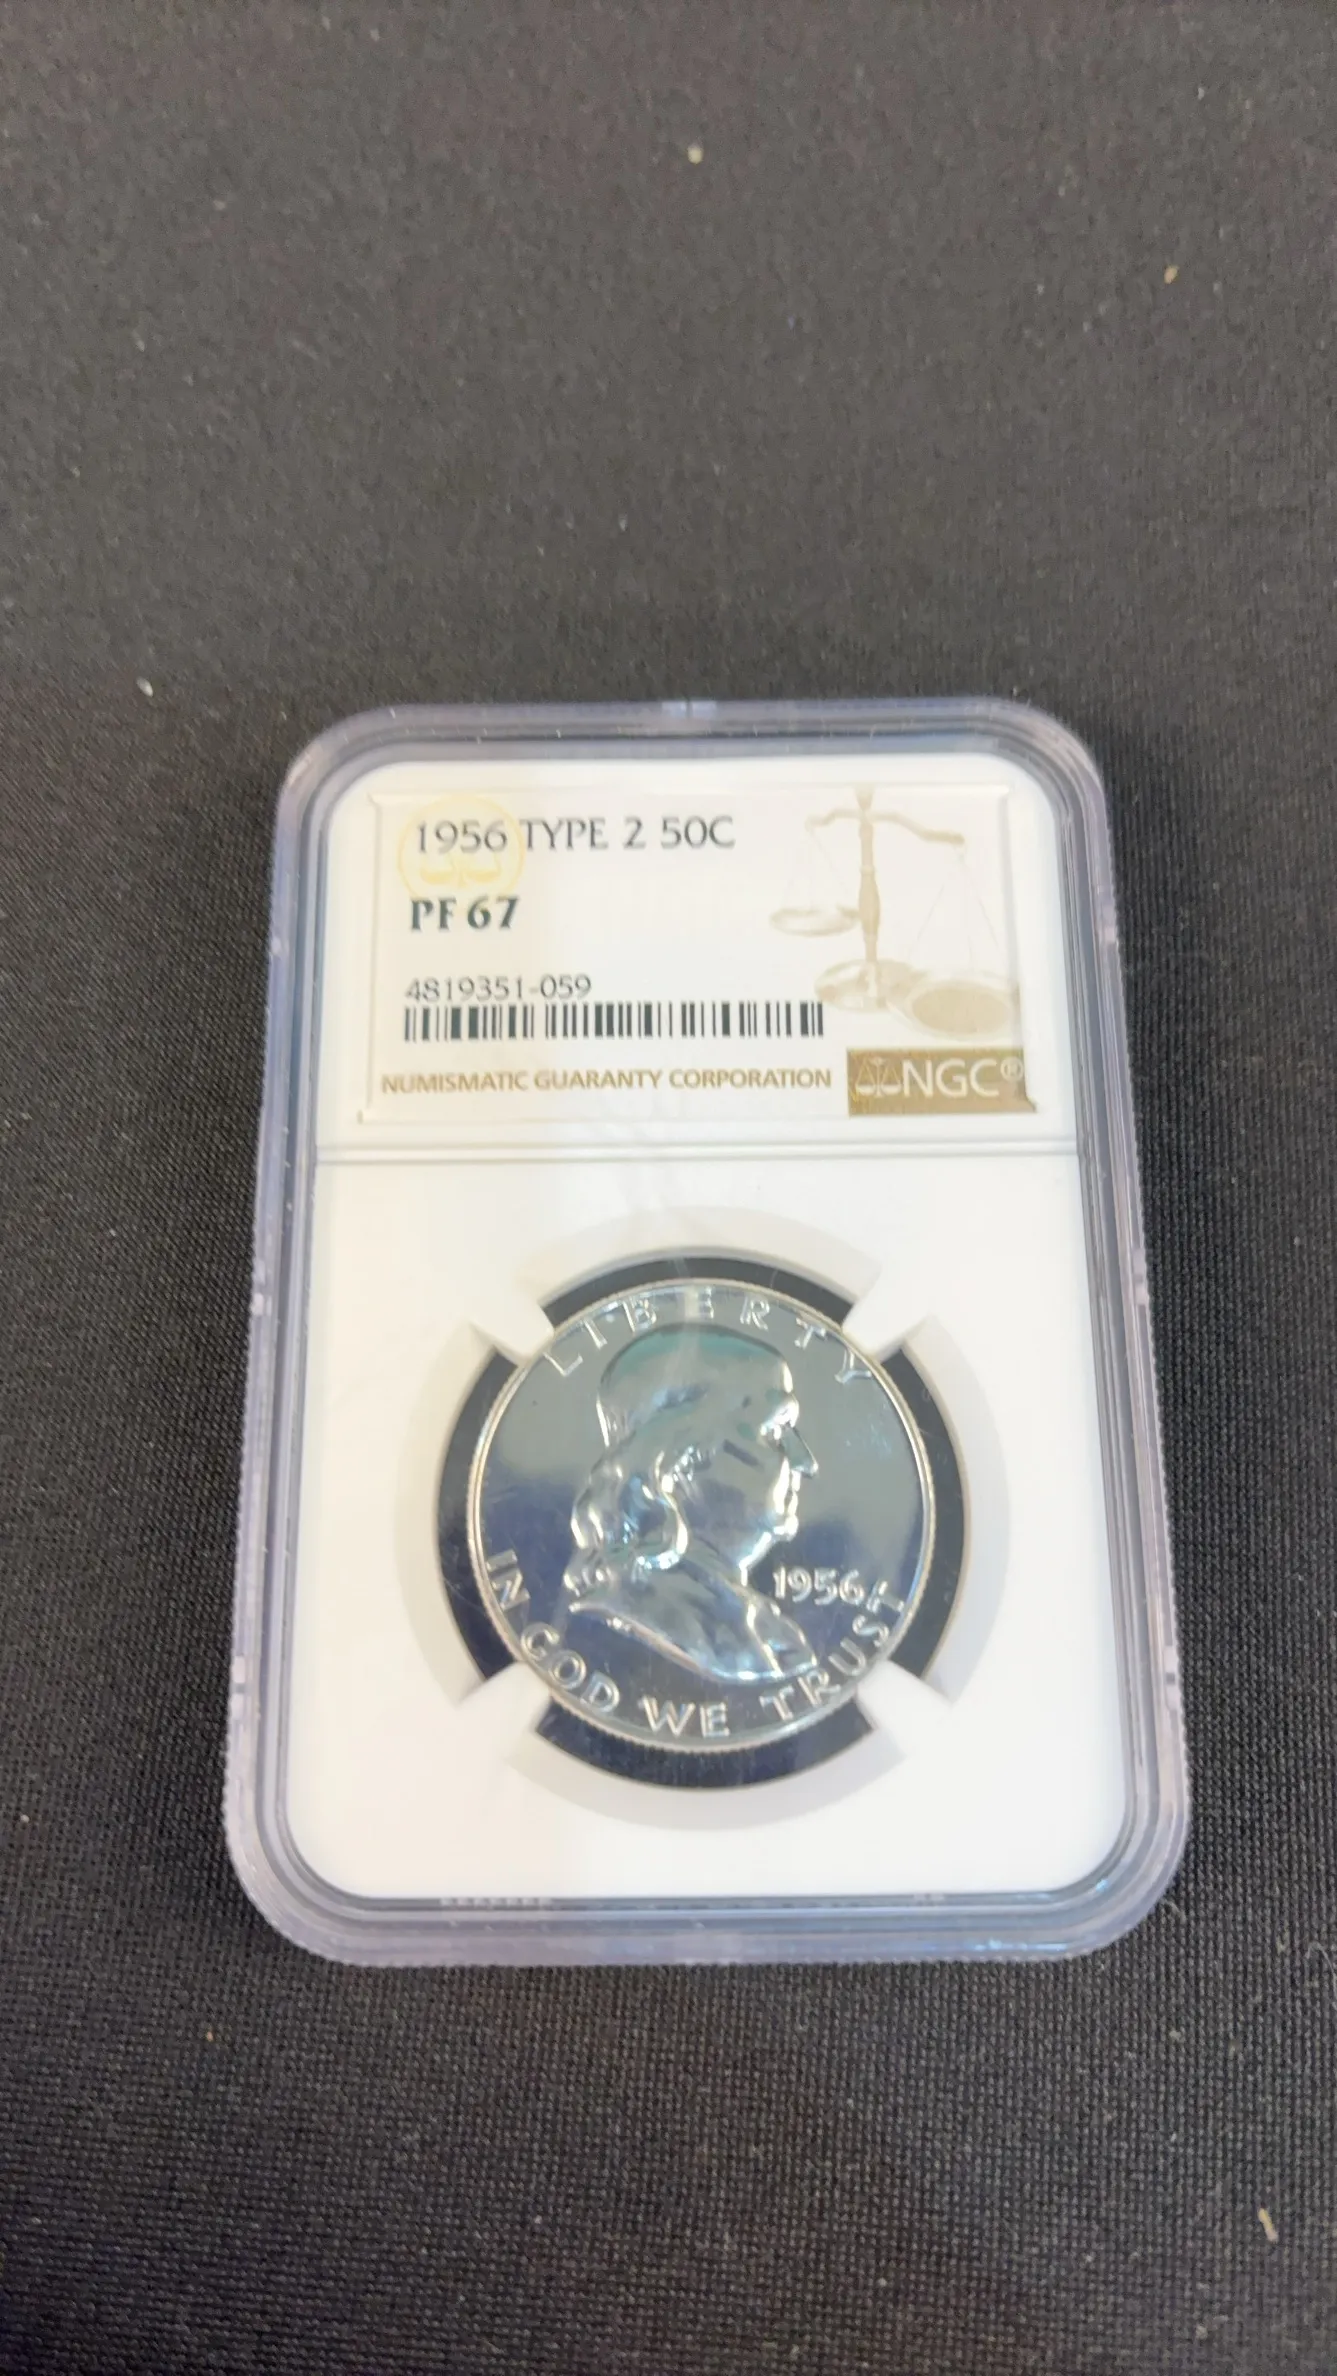 1956 TYPE 2 50C
PF 67
4819351-059
NUMISMATIC GUARANTY CORPORATION
NGC®
LIBERTY
1956
IN GOD WE TRUST